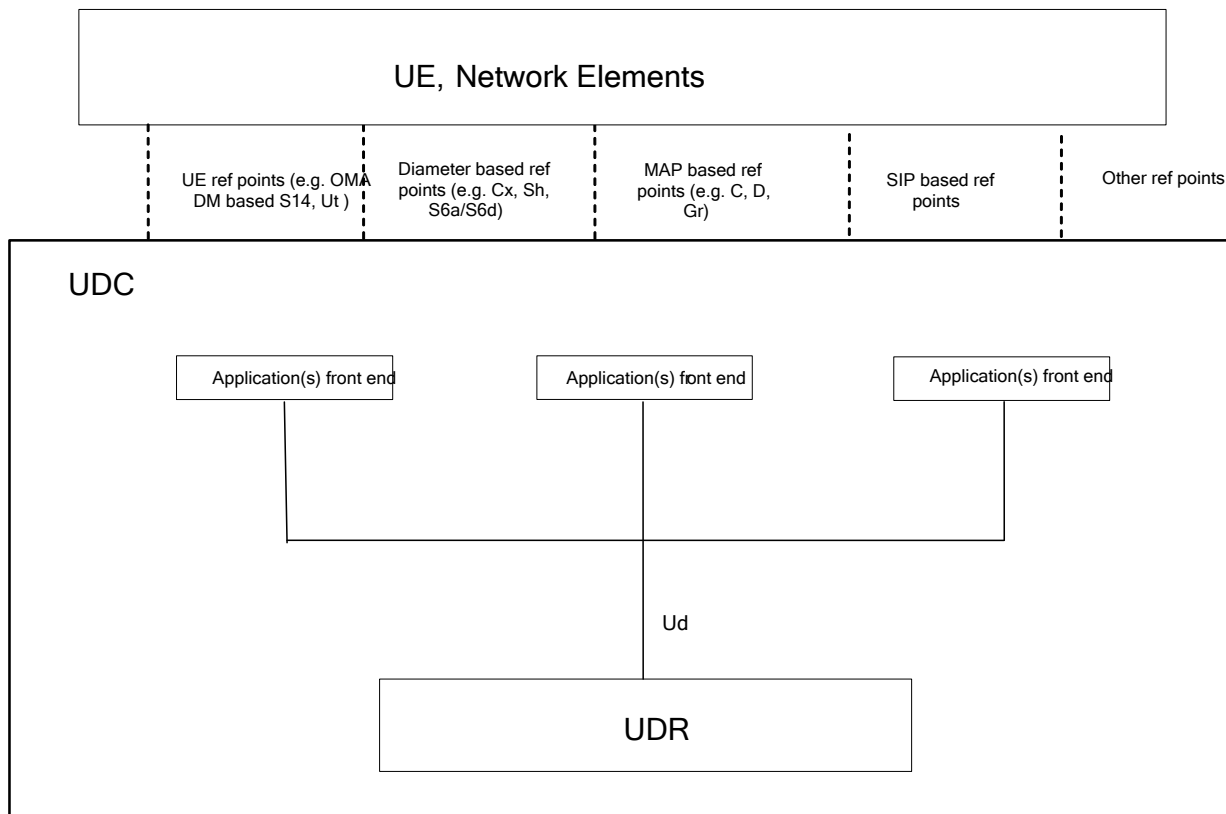 UE, Network Elements
UE ref points (e.g. OMA
DM based S14, Ut )
Diameter based ref
points (e.g. Cx, Sh,
S6a/S6d)
MAP based ref
points (e.g. C, D,
Gr)
SIP based ref
points
Other ref points
UDC
Application(s) front end
Application(s) front end
Application(s) front end
Ud
UDR